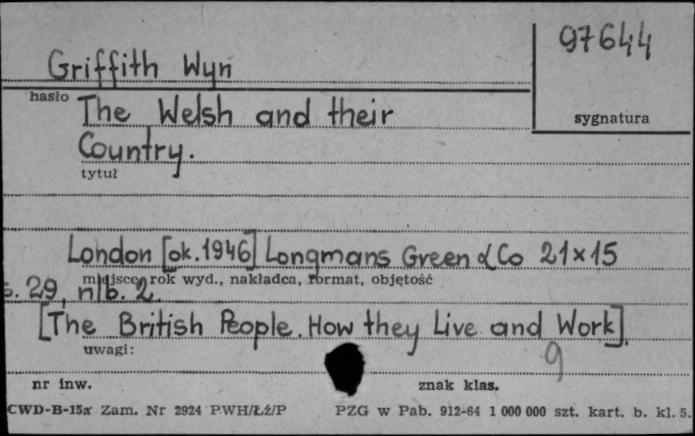 97644
Griffith Wyn
hasło
sygnatura
The Welsh and their
Country.
tytuł
London [ok.1946] Longmans Green & Co 21×15
miejsce, rok wyd., nakładca, format, objętość
s. 29, nlb. 2.
[The British People. How they Live and Work].
uwagi:
9
nr inw.
znak klas.
CWD-B-15a Zam. Nr 2924 PWH/Łź/P PZG w Pab. 912-64 1 000 000 szt. kart. b. kl. 5.